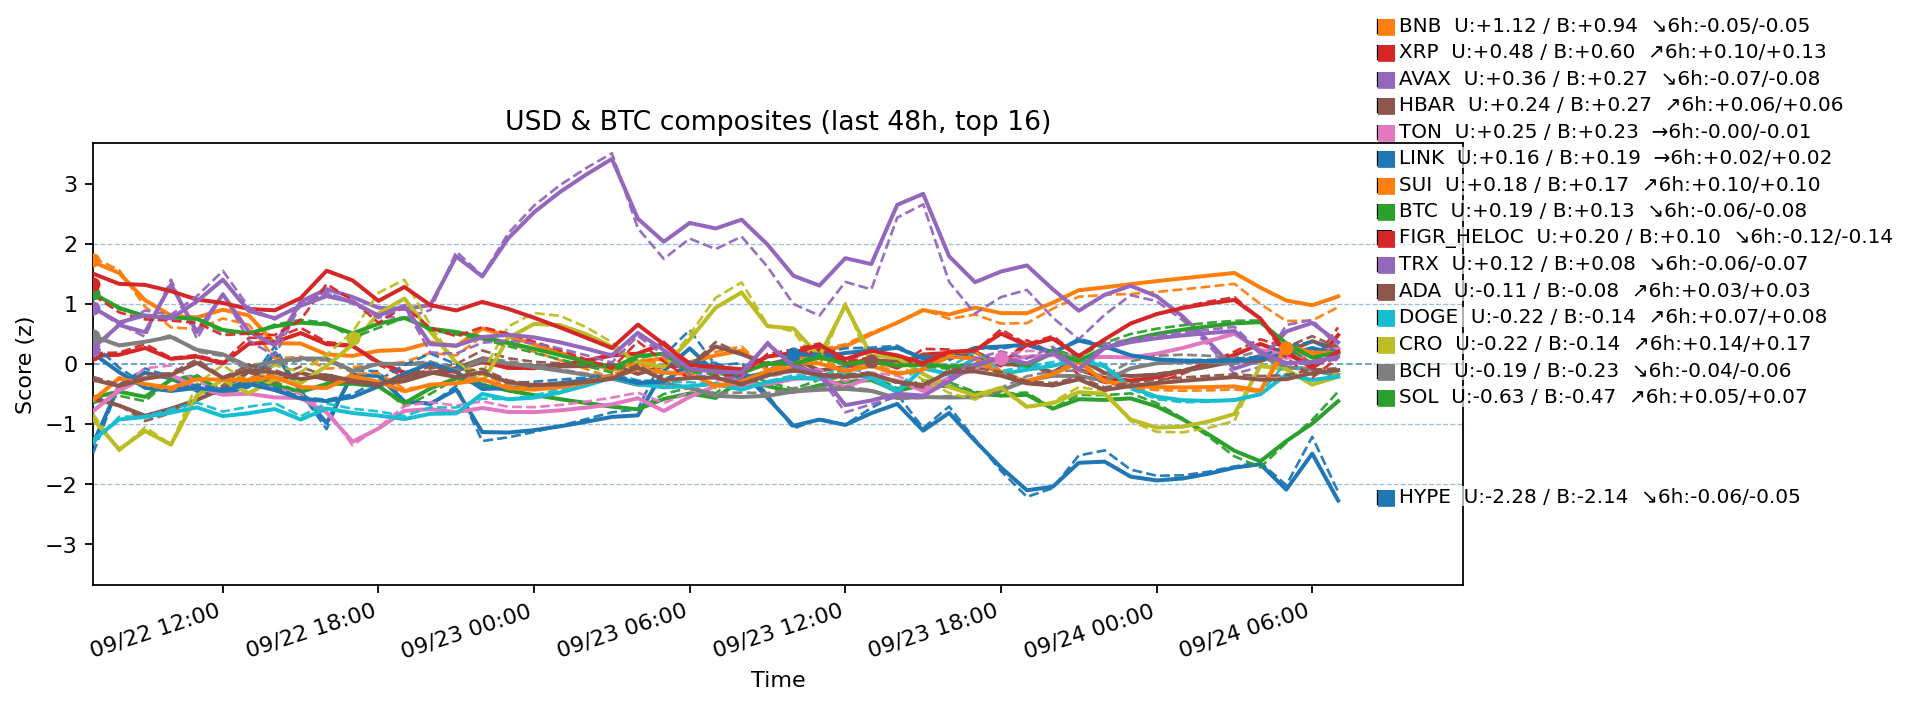 BNB  U:+1.12 / B:+0.94  ↘6h:-0.05/-0.05
XRP  U:+0.48 / B:+0.60  ↗6h:+0.10/+0.13
AVAX  U:+0.36 / B:+0.27  ↘6h:-0.07/-0.08
HBAR  U:+0.24 / B:+0.27  ↗6h:+0.06/+0.06
TON  U:+0.25 / B:+0.23  →6h:-0.00/-0.01
LINK  U:+0.16 / B:+0.19  →6h:+0.02/+0.02
SUI  U:+0.18 / B:+0.17  ↗6h:+0.10/+0.10
BTC  U:+0.19 / B:+0.13  ↘6h:-0.06/-0.08
FIGR_HELOC  U:+0.20 / B:+0.10  ↘6h:-0.12/-0.14
TRX  U:+0.12 / B:+0.08  ↘6h:-0.06/-0.07
ADA  U:-0.11 / B:-0.08  ↗6h:+0.03/+0.03
DOGE  U:-0.22 / B:-0.14  ↗6h:+0.07/+0.08
CRO  U:-0.22 / B:-0.14  ↗6h:+0.14/+0.17
BCH  U:-0.19 / B:-0.23  ↘6h:-0.04/-0.06
SOL  U:-0.63 / B:-0.47  ↗6h:+0.05/+0.07
HYPE  U:-2.28 / B:-2.14  ↘6h:-0.06/-0.05
USD & BTC composites (last 48h, top 16)
Score (z)
3
2
1
0
−1
−2
−3
09/22 12:00
09/22 18:00
09/23 00:00
09/23 06:00
09/23 12:00
09/23 18:00
09/24 00:00
09/24 06:00
Time